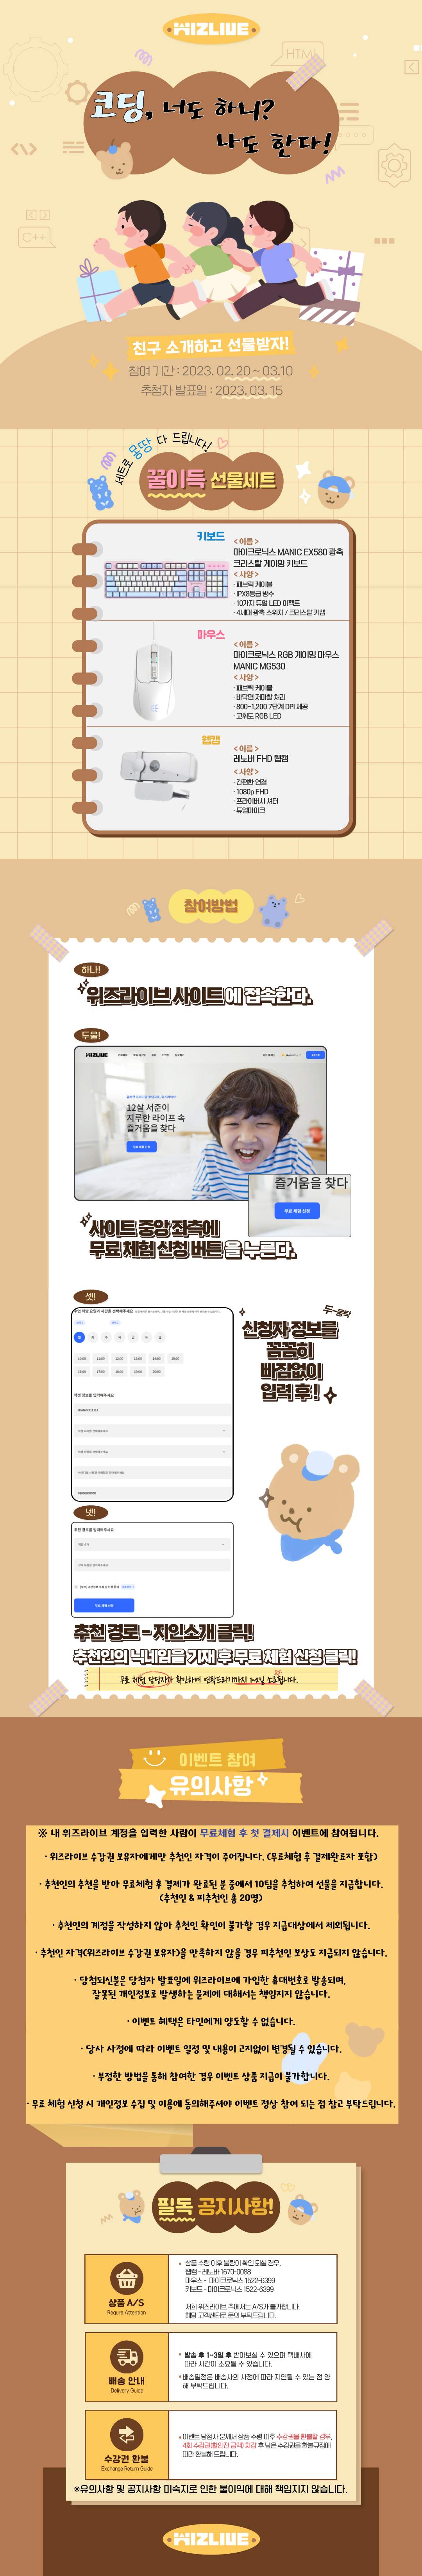 WIZLIVE
HTML
코딩, 너도 하니?
나도 한다!
C++
친구 소개하고 선물받자!
참여 기간 : 2023. 02. 20 ~ 03.10
추첨자 발표일 : 2023. 03. 15
세트로 몽땅 다 드립니다!
꿀이득 선물세트
키보드
< 이름 >
마이크로닉스 MANIC EX580 광축
크리스탈 게이밍 키보드
< 사양 >
· 패브릭 케이블
· IPX8등급 방수
· 10가지 듀얼 LED 이펙트
· 4세대 광축 스위치 / 크리스탈 키캡
마우스
< 이름 >
마이크로닉스 RGB 게이밍 마우스
MANIC MG530
< 사양 >
· 패브릭 케이블
· 바닥면 저마찰 처리
· 800~1,200 7단계 DPI 제공
· 고휘도 RGB LED
웹캠
< 이름 >
레노버 FHD 웹캠
< 사양 >
· 간편한 연결
· 1080p FHD
· 프라이버시 셔터
· 듀얼마이크
참여방법
하나!
위즈라이브 사이트에 접속한다.
두울!
WIZLIVE
12살 서준이
지루한 라이프 속
즐거움을 찾다
무료 체험 신청
즐거움을 찾다
무료 체험 신청
사이트 중앙 좌측에
무료 체험 신청 버튼을 누른다.
셋!
두-둥탁
신청자 정보를
꼼꼼히
빠짐없이
입력 후!
학생 정보를 입력해주세요
넷!
추천 경로를 입력해주세요
지인 소개
무료 체험 신청
추천 경로 - 지인소개 클릭!
추천인의 닉네임을 기재 후 무료 체험 신청 클릭!
무료 체험 담당자가 확인하며 연락드리기까지 1~2일 소요됩니다.
이벤트 참여
유의사항
※ 내 위즈라이브 계정을 입력한 사람이 무료체험 후 첫 결제시 이벤트에 참여됩니다.
· 위즈라이브 수강권 보유자에게만 추천인 자격이 주어집니다. (무료체험 후 결제완료자 포함)
· 추천인의 추천을 받아 무료체험 후 결제가 완료된 분 중에서 10팀을 추첨하여 선물을 지급합니다.
(추천인 & 피추천인 총 20명)
· 추천인의 계정을 작성하지 않아 추천인 확인이 불가할 경우 지급대상에서 제외됩니다.
· 추천인 자격(위즈라이브 수강권 보유자)을 만족하지 않을 경우 피추천인 보상도 지급되지 않습니다.
· 당첨되신분은 당첨자 발표일에 위즈라이브에 가입한 휴대번호로 발송되며,
잘못된 개인정보로 발생하는 문제에 대해서는 책임지지 않습니다.
· 이벤트 혜택은 타인에게 양도할 수 없습니다.
· 당사 사정에 따라 이벤트 일정 및 내용이 고지없이 변경될 수 있습니다.
· 부정한 방법을 통해 참여한 경우 이벤트 상품 지급이 불가합니다.
· 무료 체험 신청 시 개인정보 수집 및 이용에 동의해주셔야 이벤트 정상 참여 되는 점 참고 부탁드립니다.
필독 공지사항!
상품 A/S
Require Attention
• 상품 수령 이후 불량이 확인 되실 경우,
웹캠 - 레노바 1670-0088
마우스 - 마이크로닉스 1522-6399
키보드 - 마이크로닉스 1522-6399
저희 위즈라이브 측에서는 A/S가 불가합니다.
해당 고객센터로 문의 부탁드립니다.
배송 안내
Delivery Guide
• 발송 후 1~3일 후 받아보실 수 있으며 택배사에
따라 시간이 소요될 수 있습니다.
• 배송일정은 배송사의 사정에 따라 지연될 수 있는 점 양
해 부탁드립니다.
수강권 환불
Exchange Return Guide
• 이벤트 당첨자 분께서 상품 수령 이후 수강권을 환불할 경우,
4회 수강권(할인전 금액) 차감 후 남은 수강권을 환불규정에
따라 환불해 드립니다.
※유의사항 및 공지사항 미숙지로 인한 불이익에 대해 책임지지 않습니다.
WIZLIVE